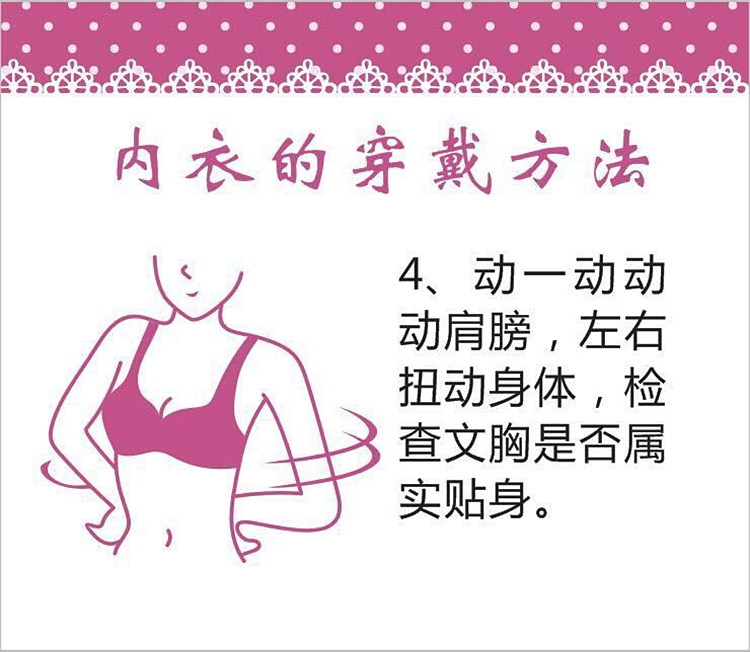 内衣的穿戴方法
4、动一动动
动肩膀，左右
扭动身体，检
查文胸是否属
实贴身。